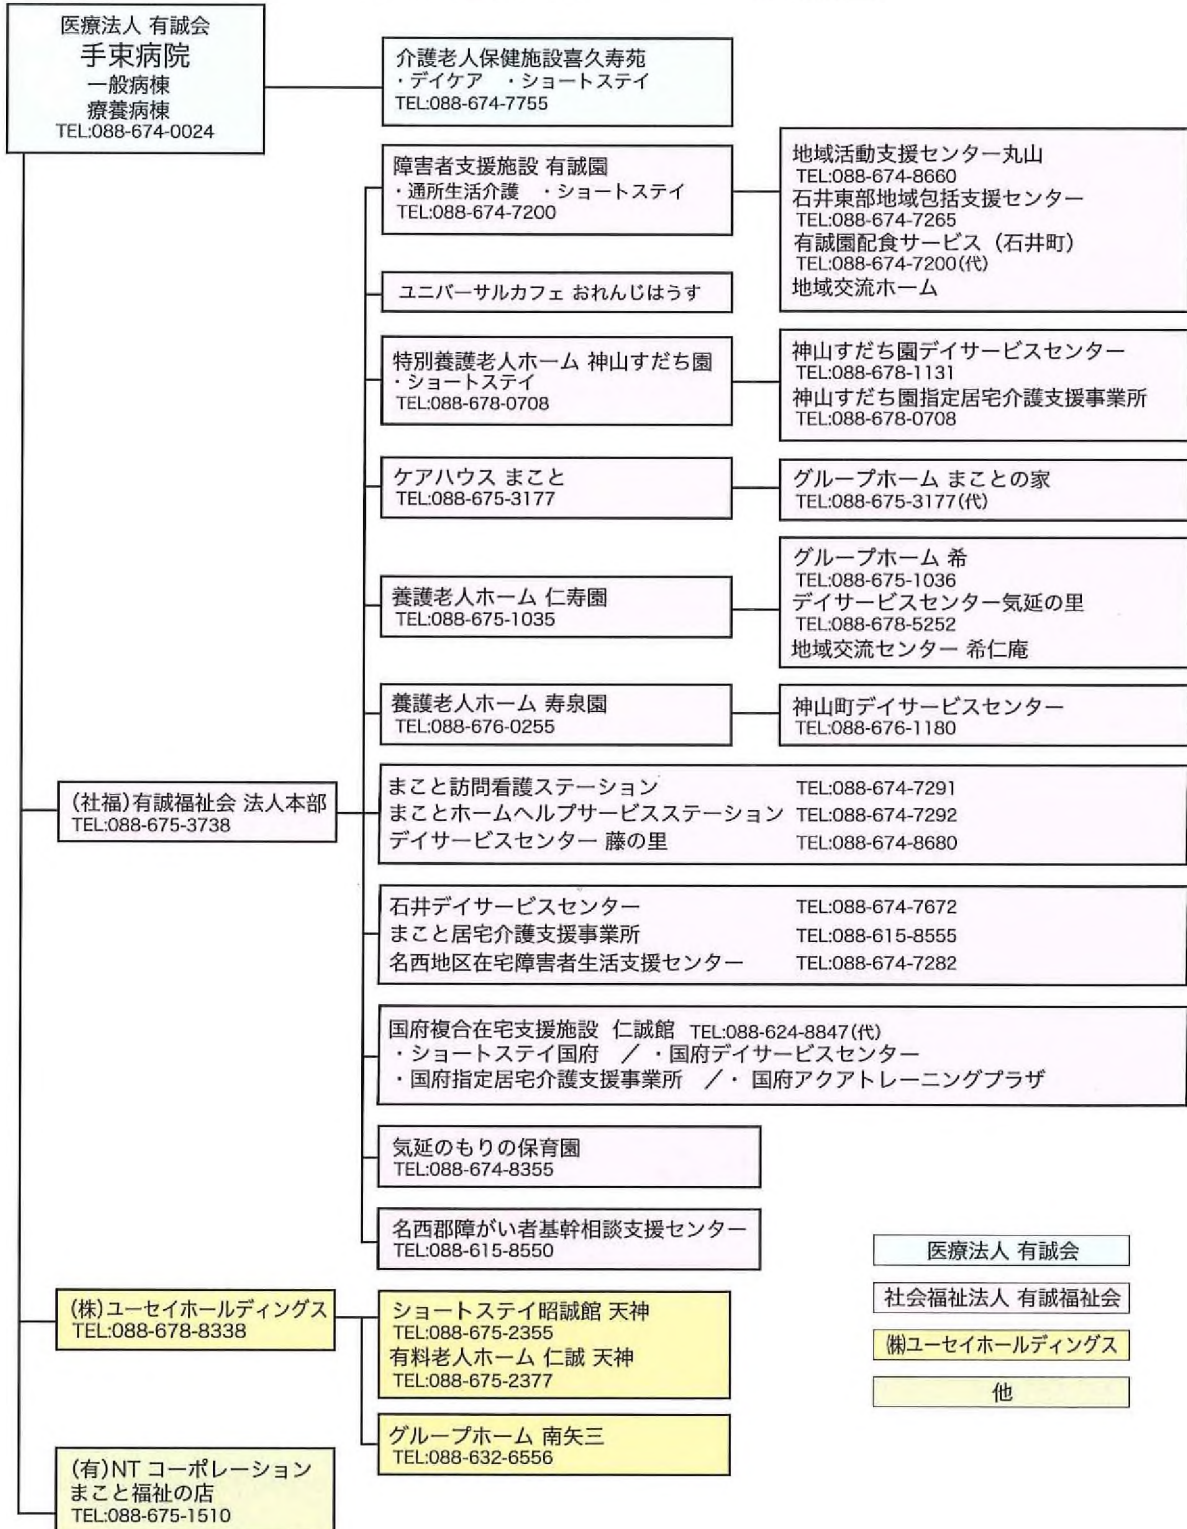 医療法人 有誠会
手束病院
一般病棟
療養病棟
TEL:088-674-0024
介護老人保健施設喜久寿苑
・デイケア ・ショートステイ
TEL:088-674-7755
障害者支援施設 有誠園
・通所生活介護 ・ショートステイ
TEL:088-674-7200
地域活動支援センター丸山
TEL:088-674-8660
石井東部地域包括支援センター
TEL:088-674-7265
有誠園配食サービス（石井町）
TEL:088-674-7200(代)
地域交流ホーム
ユニバーサルカフェ おれんじはうす
特別養護老人ホーム 神山すだち園
・ショートステイ
TEL:088-678-0708
神山すだち園デイサービスセンター
TEL:088-678-1131
神山すだち園指定居宅介護支援事業所
TEL:088-678-0708
ケアハウス まこと
TEL:088-675-3177
グループホーム まことの家
TEL:088-675-3177(代)
養護老人ホーム 仁寿園
TEL:088-675-1035
グループホーム 希
TEL:088-675-1036
デイサービスセンター気延の里
TEL:088-678-5252
地域交流センター 希仁庵
養護老人ホーム 寿泉園
TEL:088-676-0255
神山町デイサービスセンター
TEL:088-676-1180
(社福)有誠福祉会 法人本部
TEL:088-675-3738
まこと訪問看護ステーション TEL:088-674-7291
まことホームヘルプサービスステーション TEL:088-674-7292
デイサービスセンター 藤の里 TEL:088-674-8680
石井デイサービスセンター TEL:088-674-7672
まこと居宅介護支援事業所 TEL:088-615-8555
名西地区在宅障害者生活支援センター TEL:088-674-7282
国府複合在宅支援施設 仁誠館 TEL:088-624-8847(代)
・ショートステイ国府 ／ ・国府デイサービスセンター
・国府指定居宅介護支援事業所 ／・ 国府アクアトレーニングプラザ
気延のもりの保育園
TEL:088-674-8355
名西郡障がい者基幹相談支援センター
TEL:088-615-8550
(株)ユーセイホールディングス
TEL:088-678-8338
ショートステイ昭誠館 天神
TEL:088-675-2355
有料老人ホーム 仁誠 天神
TEL:088-675-2377
グループホーム 南矢三
TEL:088-632-6556
(有)NT コーポレーション
まこと福祉の店
TEL:088-675-1510
医療法人 有誠会
社会福祉法人 有誠福祉会
㈱ユーセイホールディングス
他